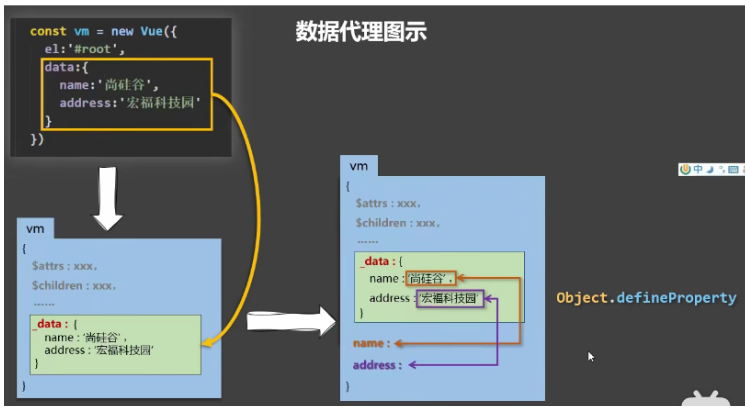 数据代理图示
const vm = new Vue({
el:'#root',
data:{
name:'尚硅谷',
address:'宏福科技园'
}
})
vm
{
$attrs : xxx,
$children : xxx,
......
_data : {
name : '尚硅谷',
address : '宏福科技园'
}
}
vm
{
$attrs : xxx,
$children : xxx,
......
_data : {
name : '尚硅谷',
address : '宏福科技园'
}
name :
address :
}
Object.defineProperty
中